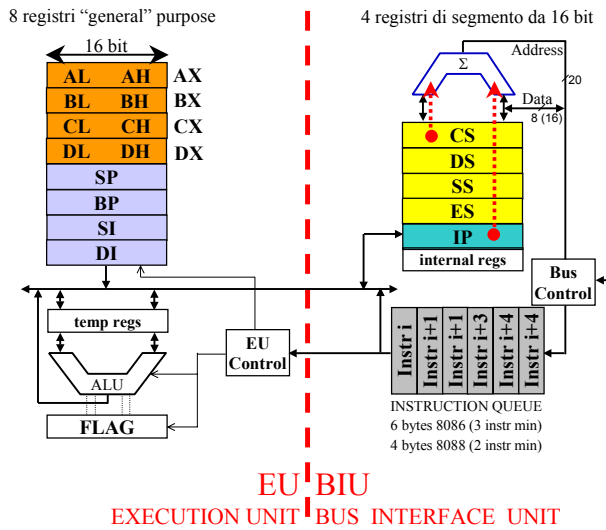 8 registri “general” purpose
16 bit
AL AH AX
BL BH BX
CL CH CX
DL DH DX
SP
BP
SI
DI
temp regs
ALU
FLAG
EU
Control
4 registri di segmento da 16 bit
Address
Σ
20
Data
8 (16)
CS
DS
SS
ES
IP
internal regs
Bus
Control
Instr i
Instr i+1
Instr i+1
Instr i+3
Instr i+4
Instr i+4
INSTRUCTION QUEUE
6 bytes 8086 (3 instr min)
4 bytes 8088 (2 instr min)
EU BIU
EXECUTION UNIT BUS INTERFACE UNIT